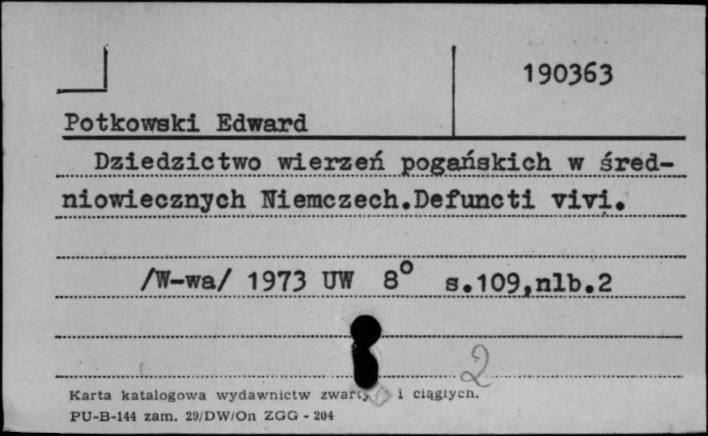 190363
Potkowski Edward
Dziedzictwo wierzeń pogańskich w śred-
niowiecznych Niemczech.Defuncti vivi.
/W-wa/ 1973 UW 8° s.109,nlb.2
2
Karta katalogowa wydawnictw i ciągłych.
PU-B-144 zam. 29/DW/On ZGG - 204